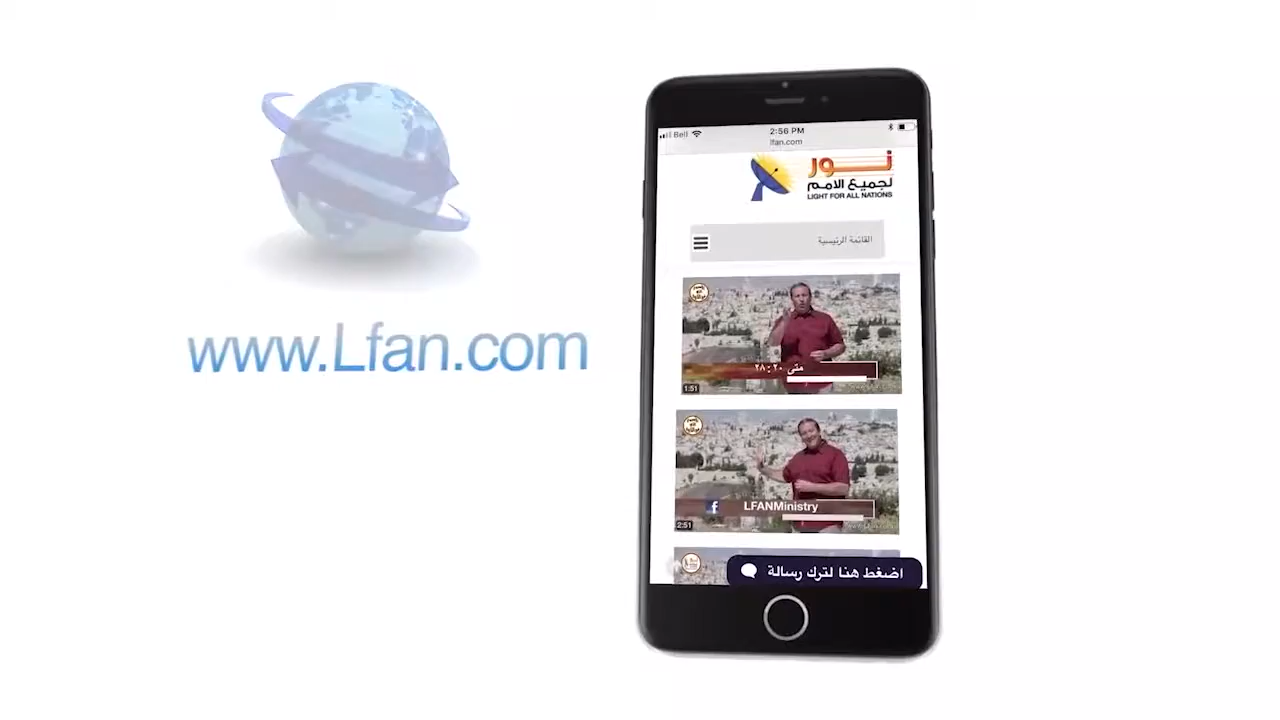 www.Lfan.com
Bell
2:56 PM
lfan.com
نور
لجميع الامم
LIGHT FOR ALL NATIONS
القائمة الرئيسية
متى ٢٠ : ٢٨
1:51
LFANMinistry
2:51
اضغط هنا لترك رسالة